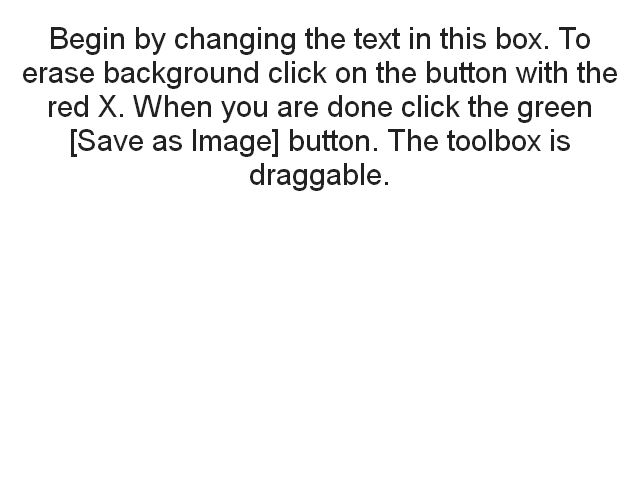 Begin by changing the text in this box. To
erase background click on the button with the
red X. When you are done click the green
[Save as Image] button. The toolbox is
draggable.